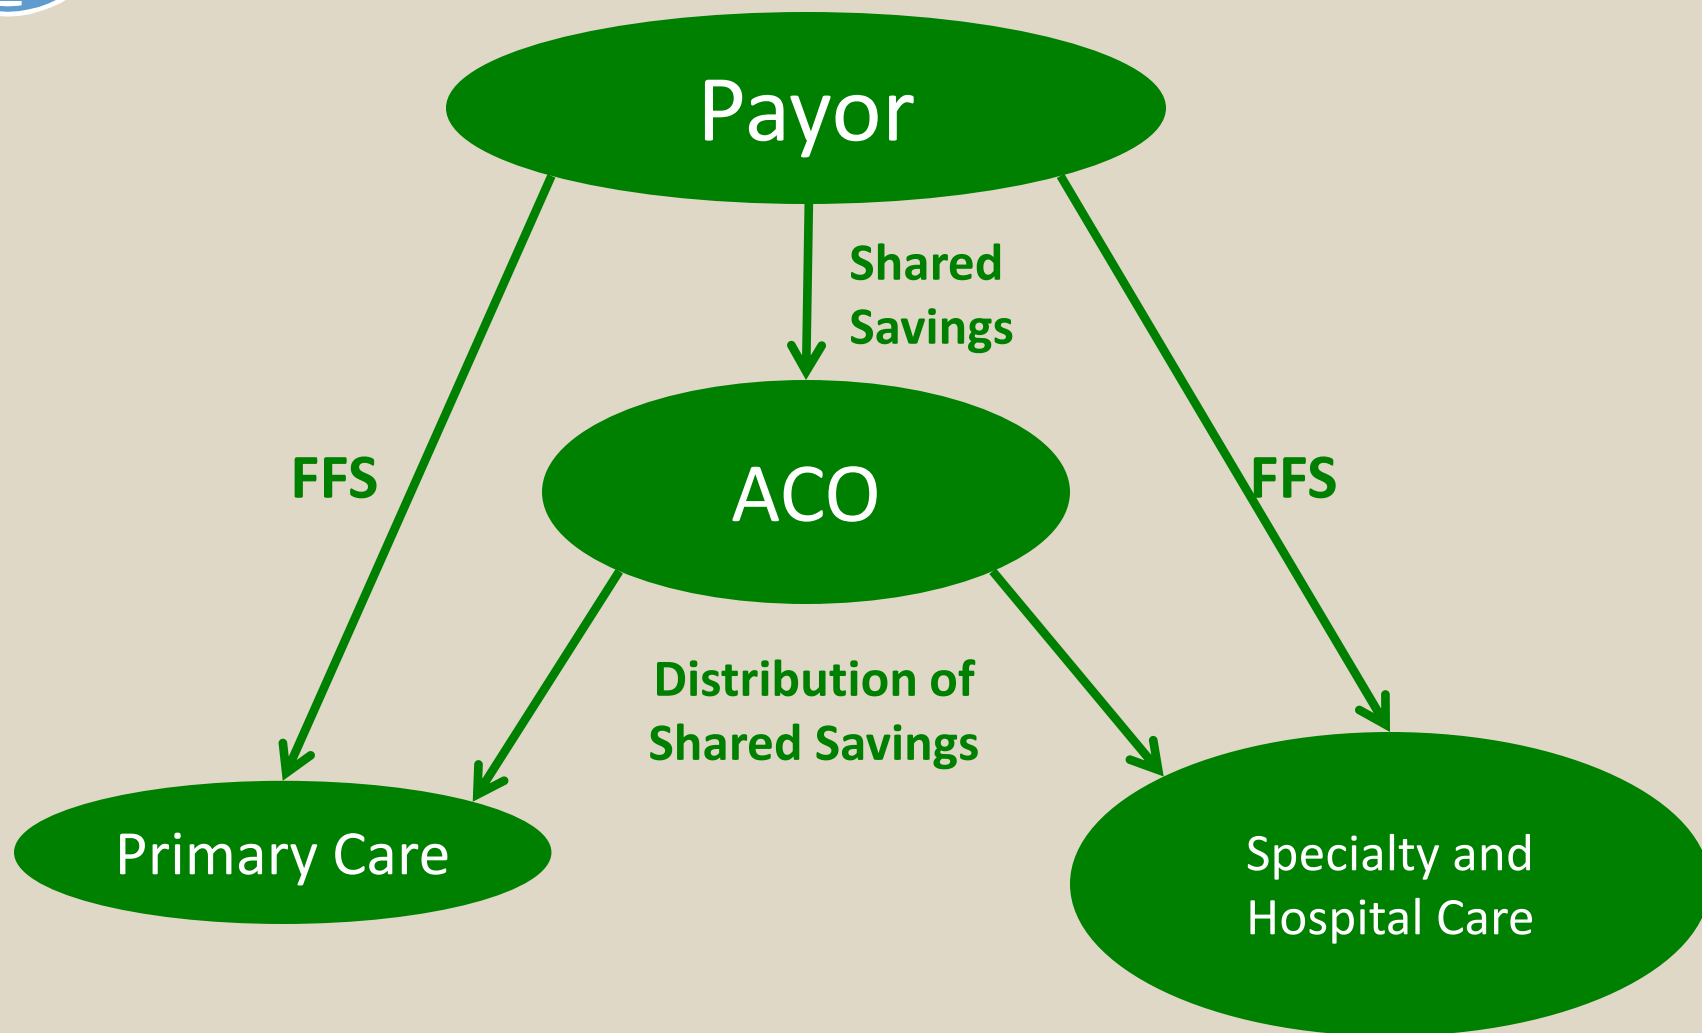 Payor
Shared
Savings
FFS
FFS
ACO
Distribution of
Shared Savings
Primary Care
Specialty and
Hospital Care